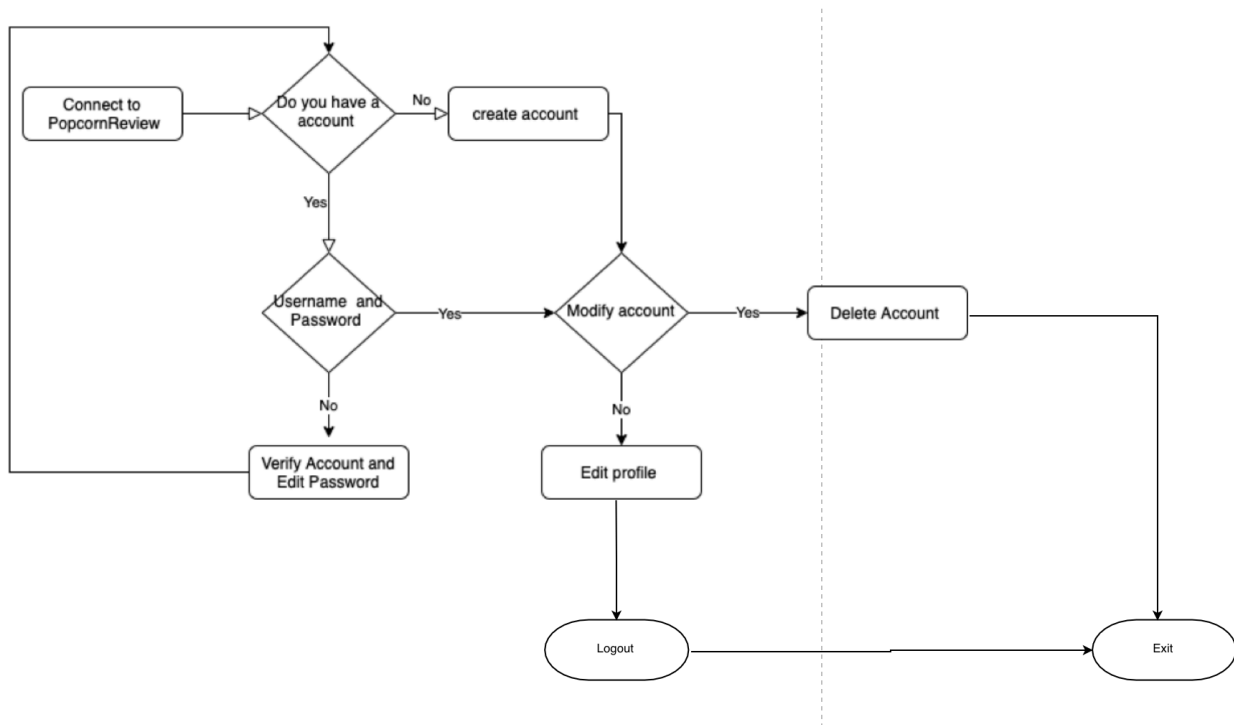 Connect to
PopcornReview
Do you have a
account
No
create account
Yes
Username and
Password
Yes
Modify account
Yes
Delete Account
No
No
Verify Account and
Edit Password
Edit profile
Logout
Exit